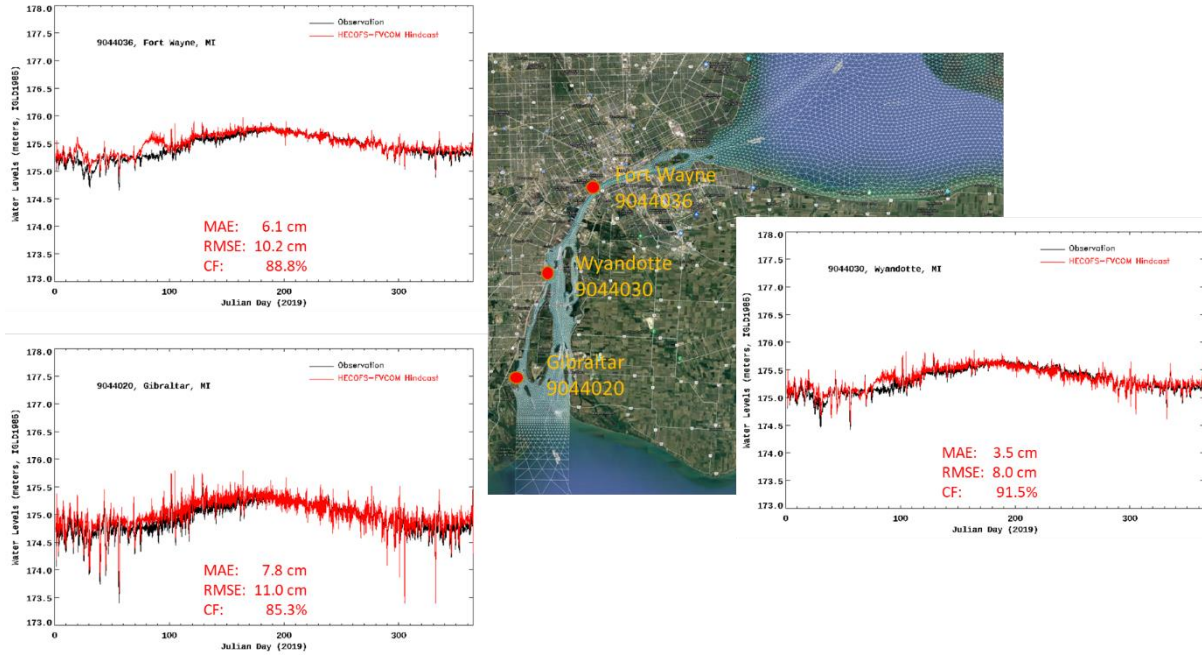 178.0
177.5
177.0
176.5
176.0
175.5
175.0
174.5
174.0
173.5
173.0
Water Levels (meters, IGLD1985)
9044036, Fort Wayne, MI
Observation
HECOFS-FVCOM Hindcast
MAE: 6.1 cm
RMSE: 10.2 cm
CF: 88.8%
0 100 200 300
Julian Day (2019)
178.0
177.5
177.0
176.5
176.0
175.5
175.0
174.5
174.0
173.5
173.0
Water Levels (meters, IGLD1985)
9044020, Gibraltar, MI
Observation
HECOFS-FVCOM Hindcast
MAE: 7.8 cm
RMSE: 11.0 cm
CF: 85.3%
0 100 200 300
Julian Day (2019)
Fort Wayne
9044036
Wyandotte
9044030
Gibraltar
9044020
178.0
177.5
177.0
176.5
176.0
175.5
175.0
174.5
174.0
173.5
173.0
Water Levels (meters, IGLD1985)
9044030, Wyandotte, MI
Observation
HECOFS-FVCOM Hindcast
MAE: 3.5 cm
RMSE: 8.0 cm
CF: 91.5%
0 100 200 300
Julian Day (2019)